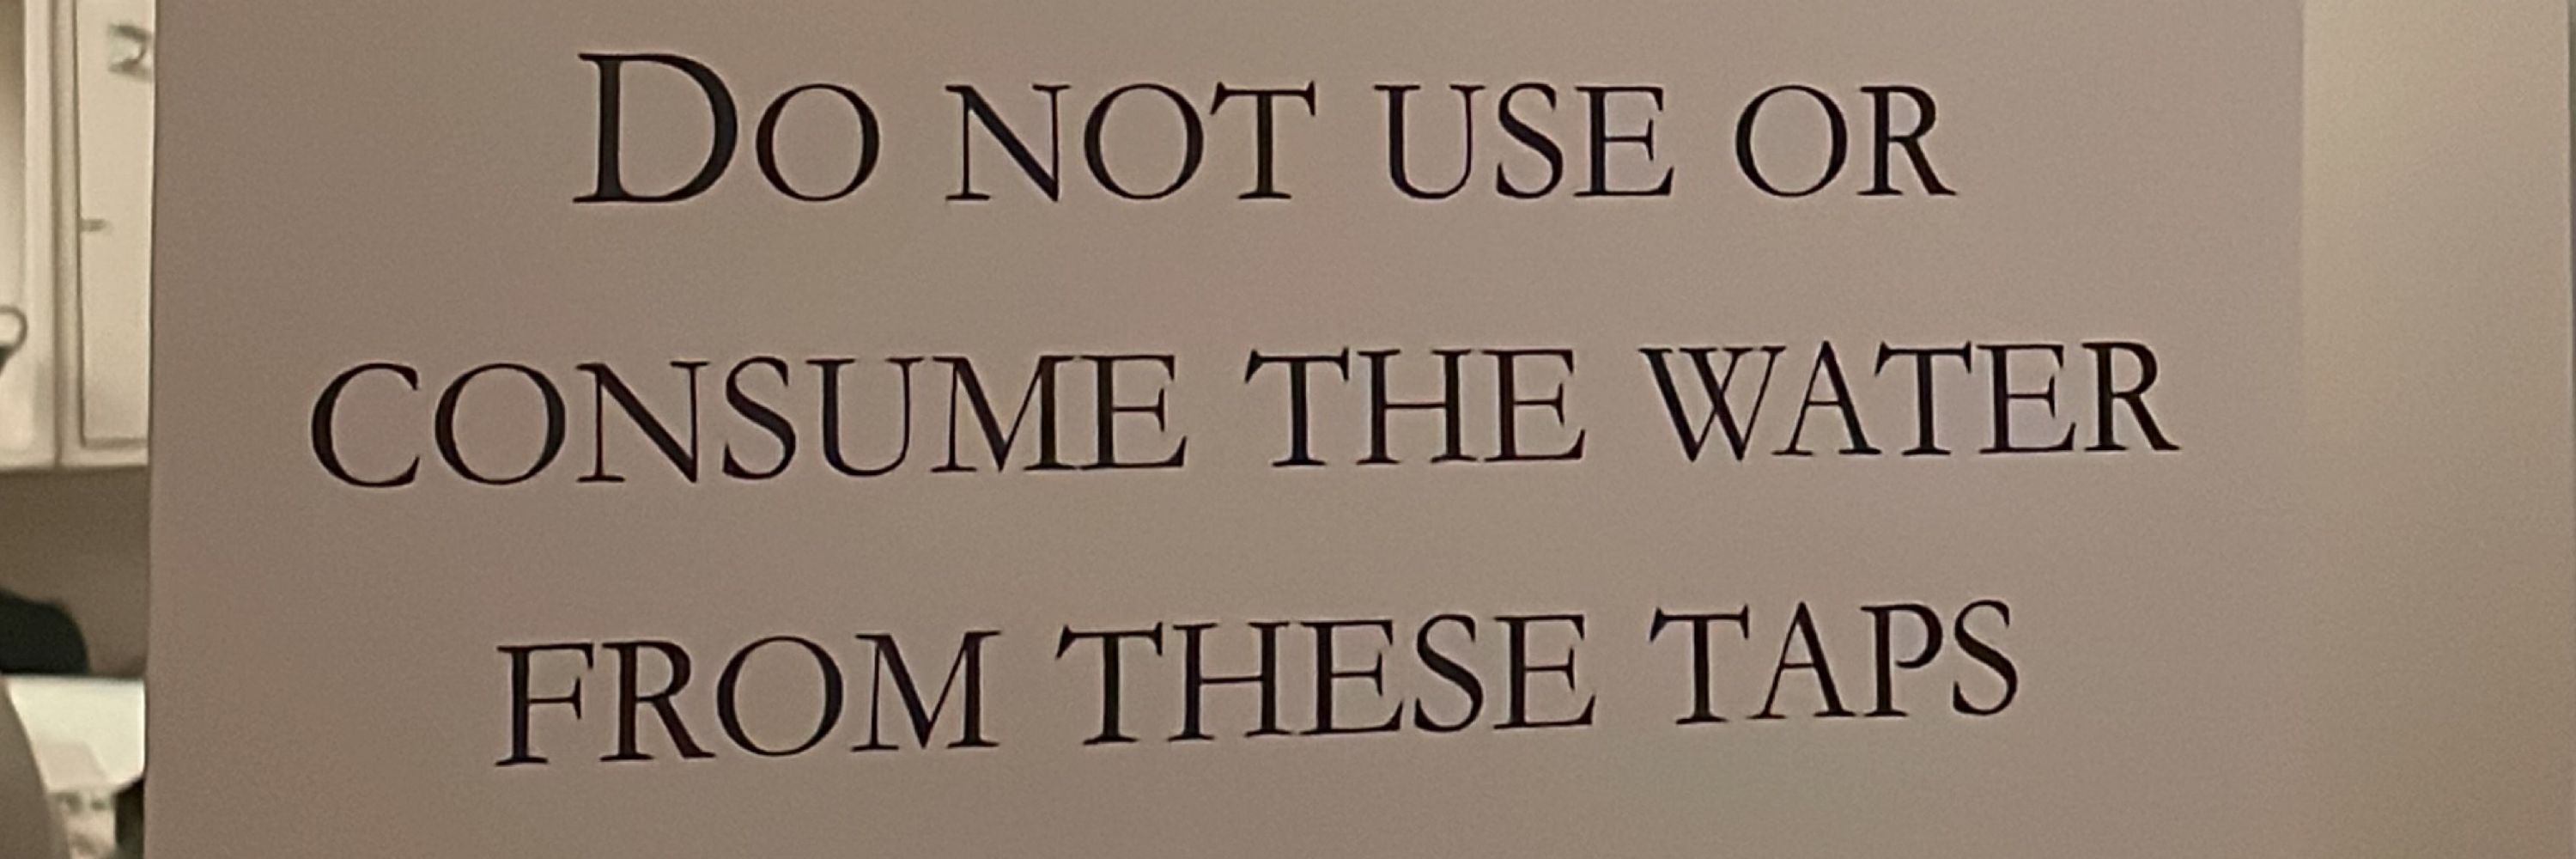 DO NOT USE OR
CONSUME THE WATER
FROM THESE TAPS